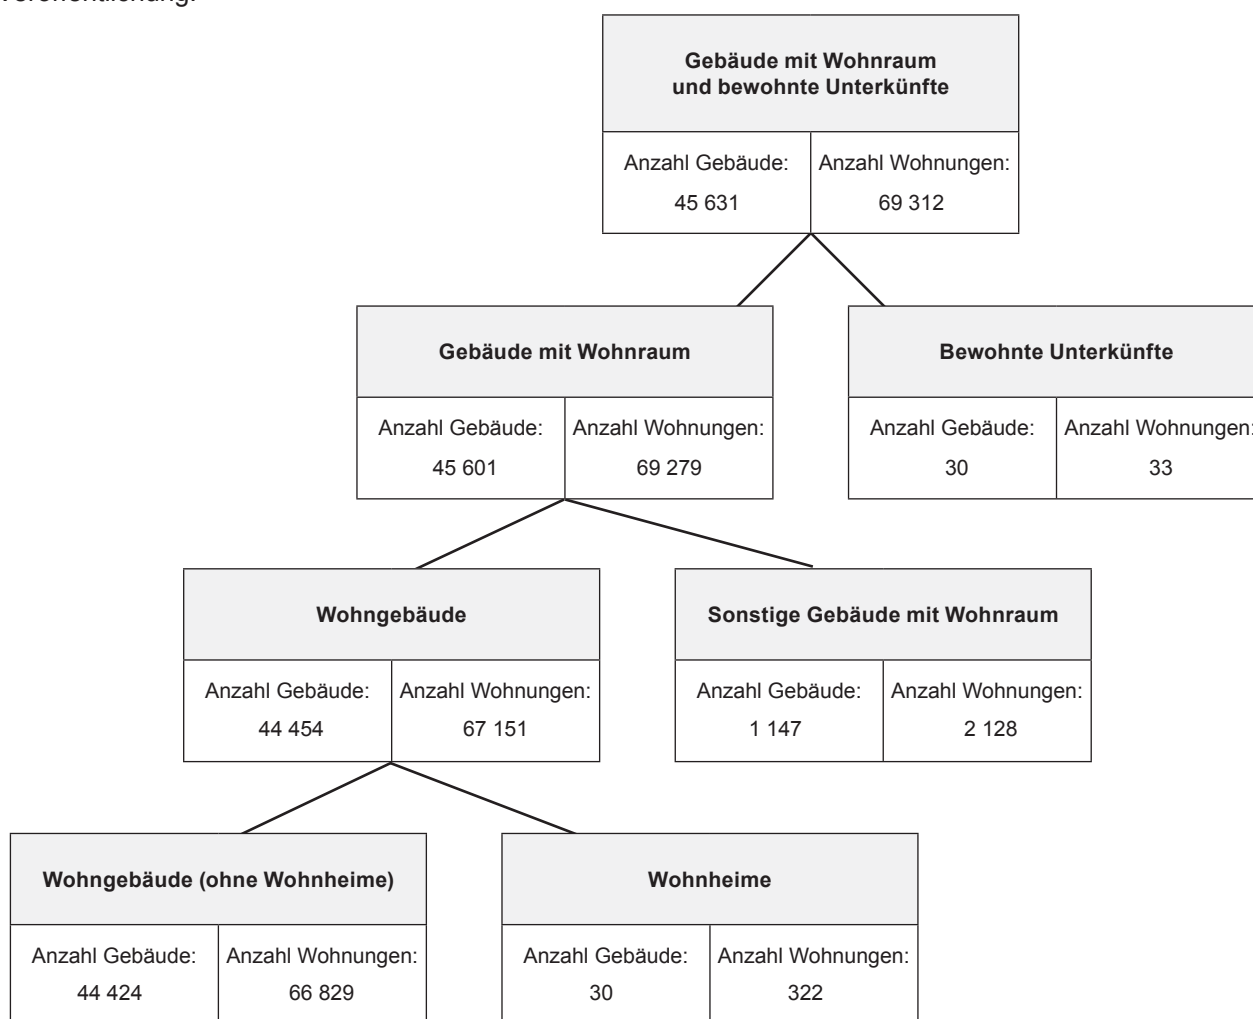 Veröffentlichung.
Gebäude mit Wohnraum
und bewohnte Unterkünfte
Anzahl Gebäude:
45 631
Anzahl Wohnungen:
69 312
Gebäude mit Wohnraum
Anzahl Gebäude:
45 601
Anzahl Wohnungen:
69 279
Bewohnte Unterkünfte
Anzahl Gebäude:
30
Anzahl Wohnungen:
33
Wohngebäude
Anzahl Gebäude:
44 454
Anzahl Wohnungen:
67 151
Sonstige Gebäude mit Wohnraum
Anzahl Gebäude:
1 147
Anzahl Wohnungen:
2 128
Wohngebäude (ohne Wohnheime)
Anzahl Gebäude:
44 424
Anzahl Wohnungen:
66 829
Wohnheime
Anzahl Gebäude:
30
Anzahl Wohnungen:
322